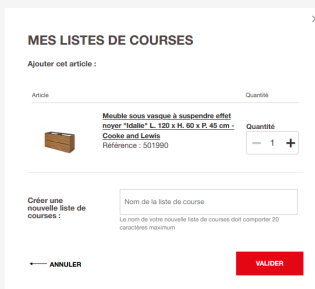 MES LISTES DE COURSES
Ajouter cet article :
Article
Quantité
Meuble sous vasque à suspendre effet
noyer "Idalie" L. 120 x H. 60 x P. 45 cm -
Cooke and Lewis
Référence : 501990
Quantité
— 1 +
Créer une
nouvelle liste de
courses :
Nom de la liste de course
Le nom de votre nouvelle liste de courses doit comporter 20
caractères maximum
ANNULER
VALIDER